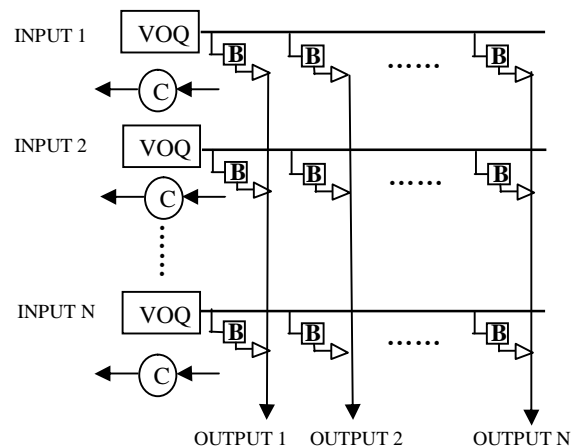 INPUT 1 VOQ
B B B
C ......
INPUT 2 VOQ
B B B
C ......
......
INPUT N VOQ
B B B
C ......
OUTPUT 1 OUTPUT 2 OUTPUT N